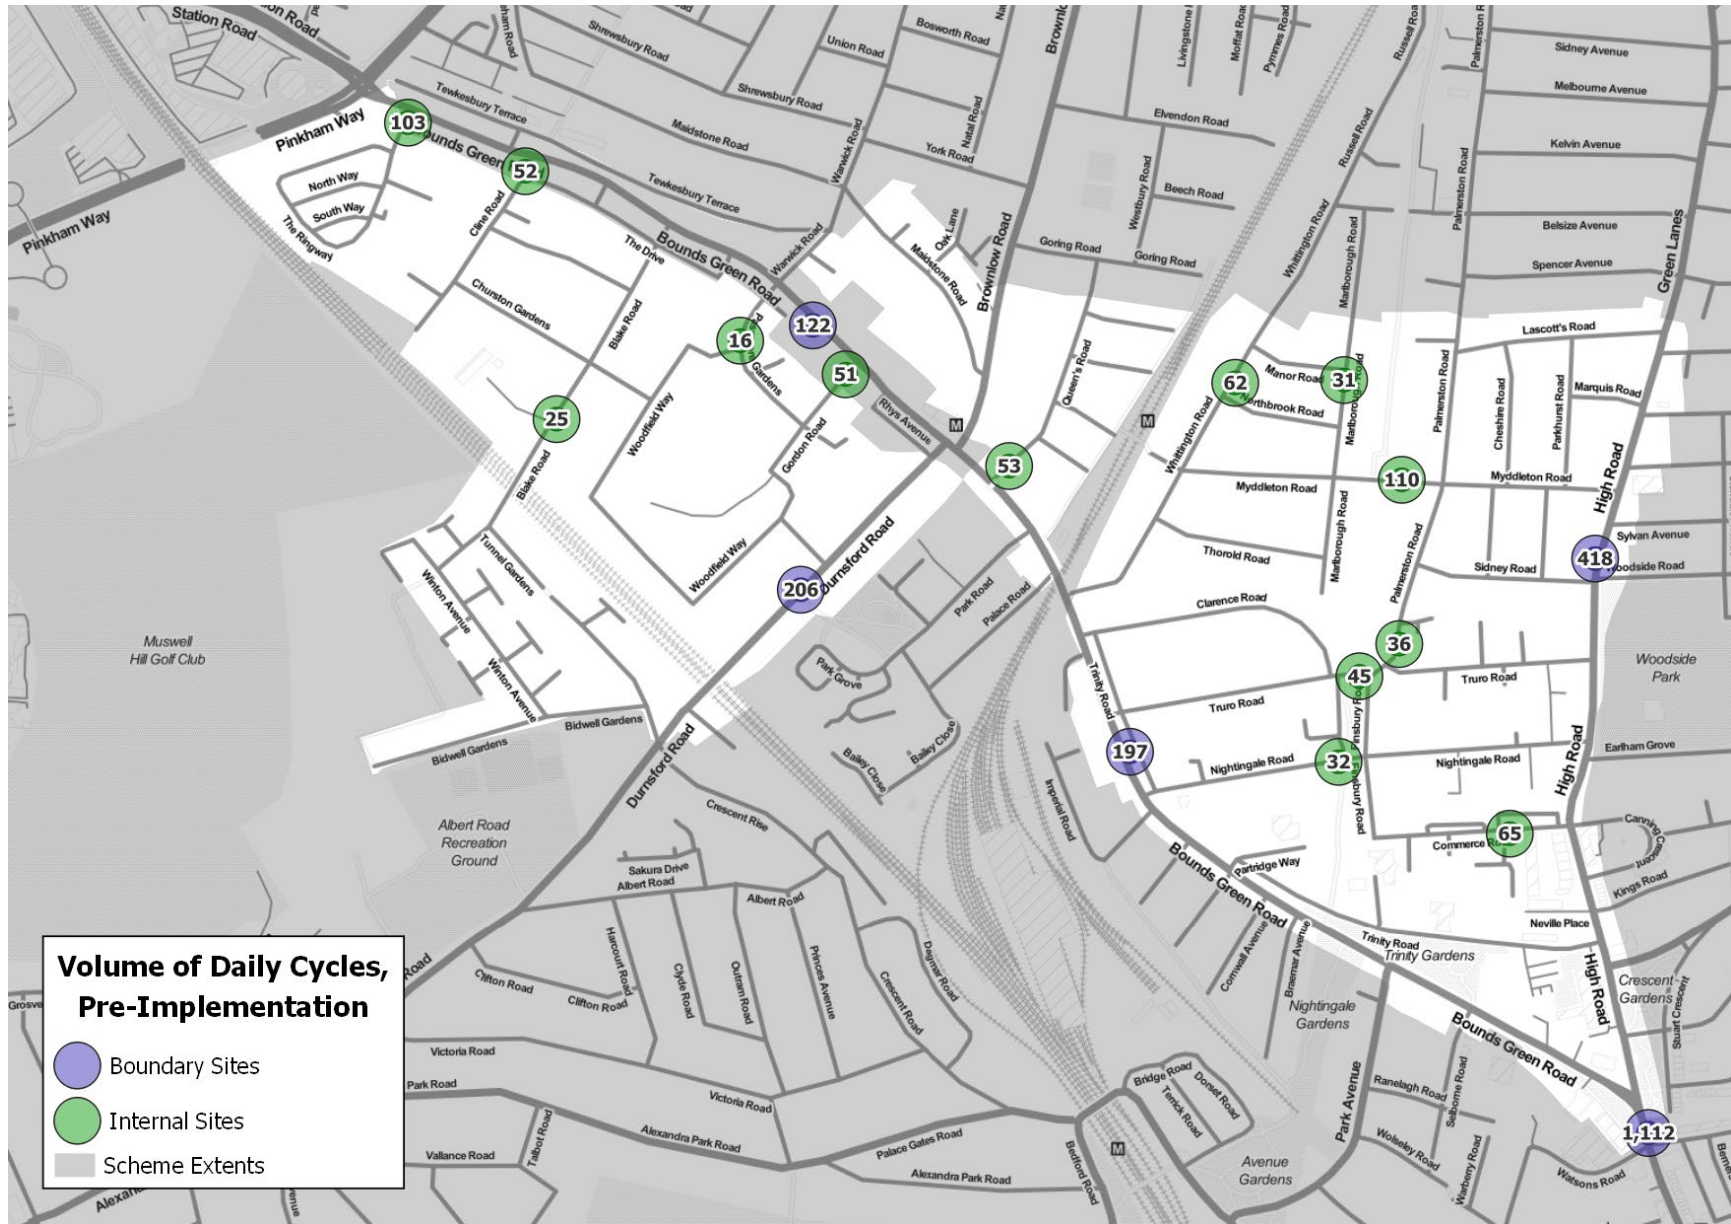 Station Road
Shrewsbury Road
Union Road
Bosworth Road
Livingstone
Moffat Road
Pymmes Road
Russell Road
Sidney Avenue
Melbourne Avenue
Tewkesbury Terrace
Shrewsbury Road
Maidstone Road
Warwick Road
Natal Road
York Road
Elvendon Road
Russell Road
Kelvin Avenue
Pinkham Way
103
52
North Way
South Way
The Ringway
Cline Road
Tewkesbury Terrace
Westbury Road
Beech Road
Palmerston Road
Belsize Avenue
Pinkham Way
The Drive
Bounds Green Road
Warwick Road
Oak Lane
Maidstone Road
Brownlow Road
Goring Road
Goring Road
Whittington Road
Marlborough Road
Spencer Avenue
Green Lanes
Churston Gardens
Blake Road
122
16
51
Gardens
Queen's Road
62
Manor Road
31
Northbrook Road
Lascott's Road
Marquis Road
Cheshire Road
Parkhurst Road
Palmerston Road
25
Woodfield Way
Gordon Road
Rhys Avenue
M
M
53
Whittington Road
Marlborough Road
110
Myddleton Road
Myddleton Road
High Road
Blake Road
Durnsford Road
Tunnel Gardens
Woodfield Way
206
Park Road
Palace Road
Thorold Road
Marlborough Road
Palmerston Road
Sidney Road
418
Sylvan Avenue
Woodside Road
Winton Avenue
Muswell
Hill Golf Club
Park Grove
Clarence Road
36
45
Truro Road
Truro Road
Woodside
Park
Winton Avenue
Bidwell Gardens
Bidwell Gardens
Durnsford Road
Bailey Close
Bailey Close
Trinity Road
197
Nightingale Road
32
Finsbury Road
Finsbury Road
Nightingale Road
High Road
Earlham Grove
Imperial Road
Crescent Rise
Albert Road
Recreation
Ground
65
Commerce Road
Canning Crescent
Kings Road
Sakura Drive
Albert Road
Albert Road
Partridge Way
Bounds Green Road
Neville Place
Trinity Road
Trinity Gardens
High Road
Harcourt Road
Clyde Road
Outram Road
Princes Avenue
Crescent Road
Dagmar Road
Cornwall Avenue
Braemar Avenue
Nightingale
Gardens
Crescent
Gardens
Stuart Crescent
Clifton Road
Clifton Road
Road
Bounds Green Road
Victoria Road
Park Road
Victoria Road
Bridge Road
Dorset Road
Terrick Road
Park Avenue
Ranelagh Road
Selborne Road
1,112
Vallance Road
Talbot Road
Alexandra Park Road
Palace Gates Road
Alexandra Park Road
M
Bedford Road
Avenue
Gardens
Wolseley Road
Warberry Road
Watsons Road
Volume of Daily Cycles,
Pre-Implementation
Boundary Sites
Internal Sites
Scheme Extents